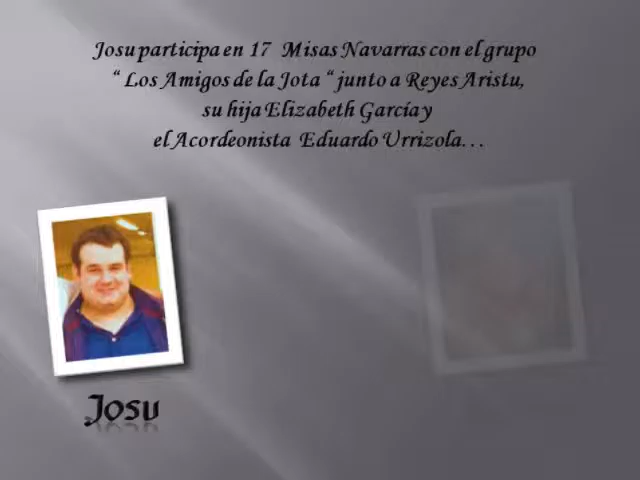 Josu participa en 17 Misas Navarras con el grupo
“ Los Amigos de la Jota “ junto a Reyes Aristu,
su hija Elizabeth García y
el Acordeonista Eduardo Urrizola…
Josu